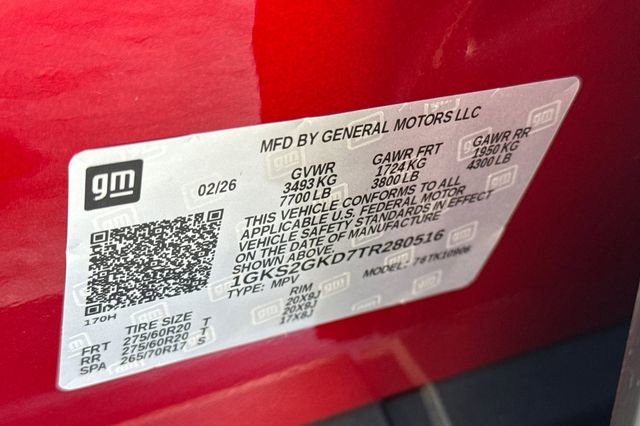 MFD BY GENERAL MOTORS LLC
gm
02/26
GVWR GAWR FRT GAWR RR
3493 KG 1724 KG 1950 KG
7700 LB 3800 LB 4300 LB
THIS VEHICLE CONFORMS TO ALL
APPLICABLE U.S. FEDERAL MOTOR
VEHICLE SAFETY STANDARDS IN EFFECT
ON THE DATE OF MANUFACTURE
SHOWN ABOVE.
1GKS2GKD7TR280516
TYPE: MPV MODEL: TK10906
170H
TIRE SIZE RIM
FRT 275/60R20 T 20X9J
RR 275/60R20 T 20X9J
SPA 265/70R17 S 17X8J